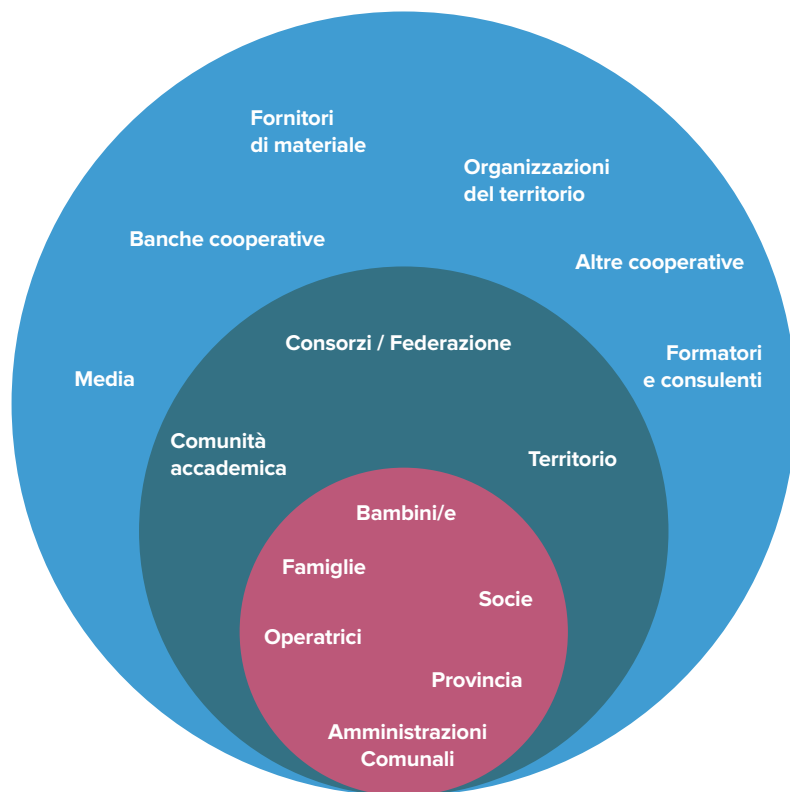 Fornitori
di materiale
Organizzazioni
del territorio
Banche cooperative
Altre cooperative
Consorzi / Federazione
Formatori
e consulenti
Media
Comunità
accademica
Territorio
Bambini/e
Famiglie
Socie
Operatrici
Provincia
Amministrazioni
Comunali